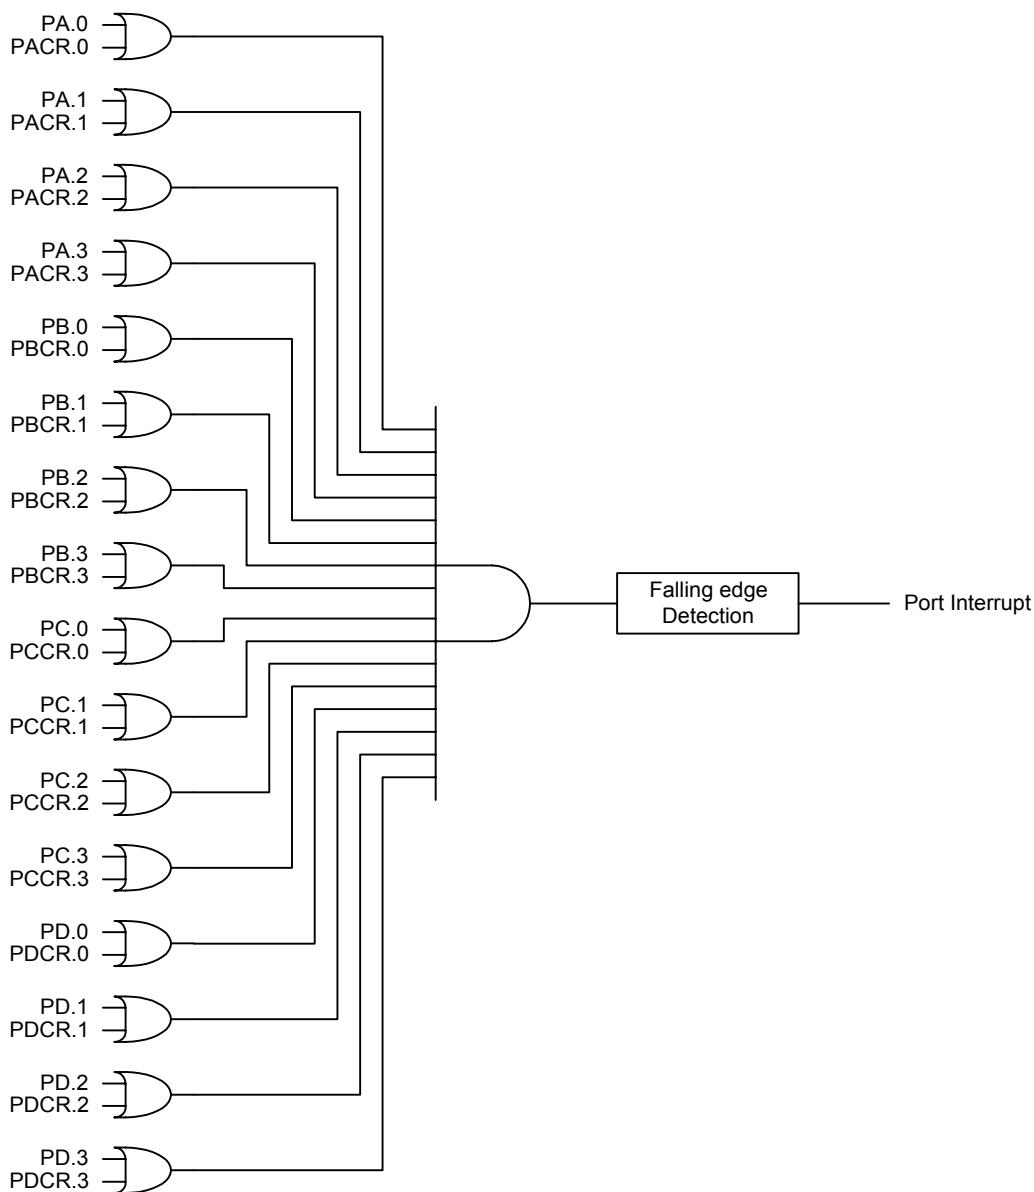 PA.0
PACR.0
PA.1
PACR.1
PA.2
PACR.2
PA.3
PACR.3
PB.0
PBCR.0
PB.1
PBCR.1
PB.2
PBCR.2
PB.3
PBCR.3
PC.0
PCCR.0
PC.1
PCCR.1
PC.2
PCCR.2
PC.3
PCCR.3
PD.0
PDCR.0
PD.1
PDCR.1
PD.2
PDCR.2
PD.3
PDCR.3
Falling edge
Detection
Port Interrupt